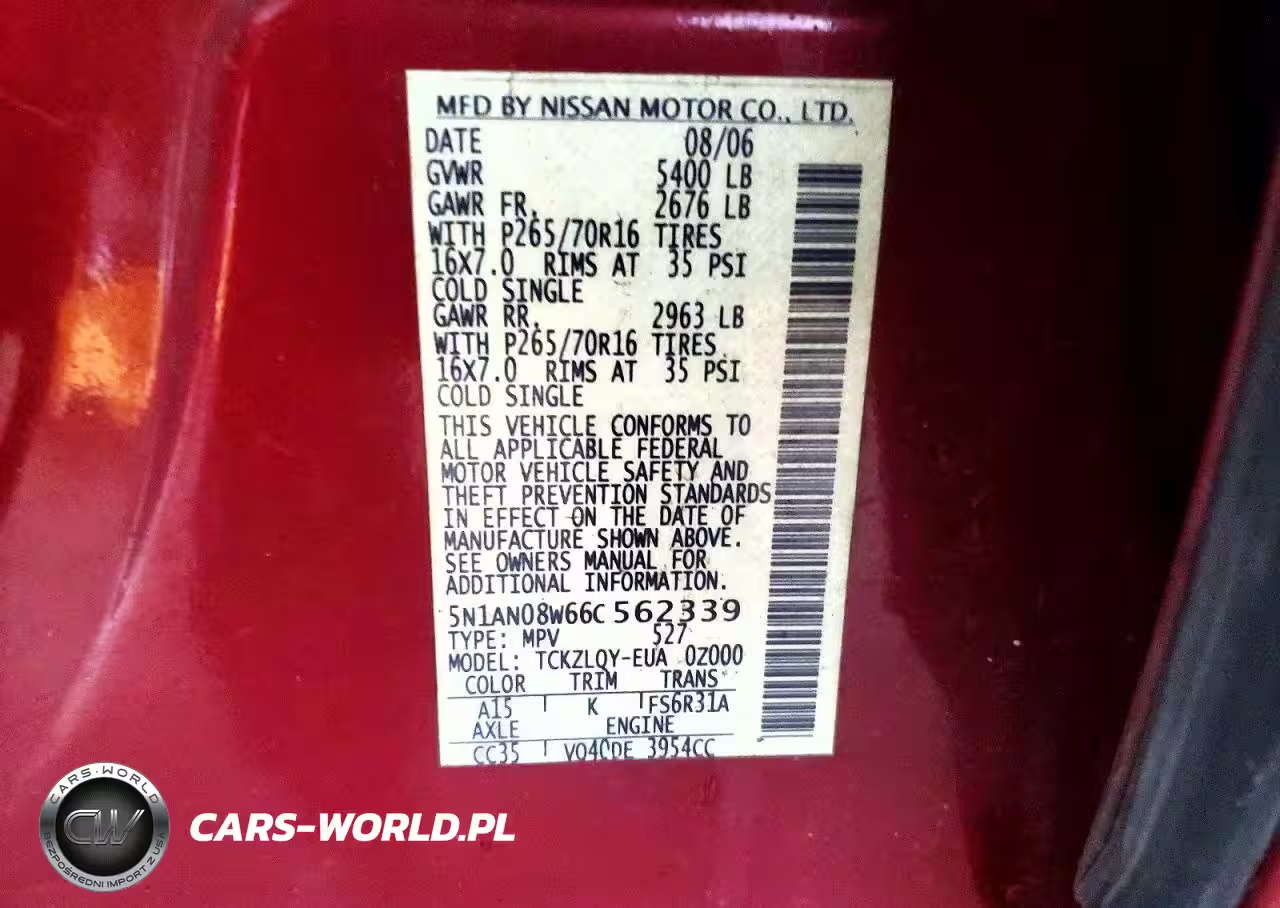 MFD BY NISSAN MOTOR CO., LTD.
DATE 08/06
GVWR 5400 LB
GAWR FR. 2676 LB
WITH P265/70R16 TIRES
16X7.0 RIMS AT 35 PSI
COLD SINGLE
GAWR RR. 2963 LB
WITH P265/70R16 TIRES
16X7.0 RIMS AT 35 PSI
COLD SINGLE
THIS VEHICLE CONFORMS TO
ALL APPLICABLE FEDERAL
MOTOR VEHICLE SAFETY AND
THEFT PREVENTION STANDARDS
IN EFFECT ON THE DATE OF
MANUFACTURE SHOWN ABOVE.
SEE OWNERS MANUAL FOR
ADDITIONAL INFORMATION.
5N1AN08W66C562339
TYPE: MPV 527
MODEL: TCKZLQY-EUA 0Z000
COLOR TRIM TRANS
A15 K FS6R31A
AXLE ENGINE
CC35 VQ40DE 3954CC
CARS-WORLD
CW
BEZPOŚREDNI IMPORT Z USA
CARS-WORLD.PL